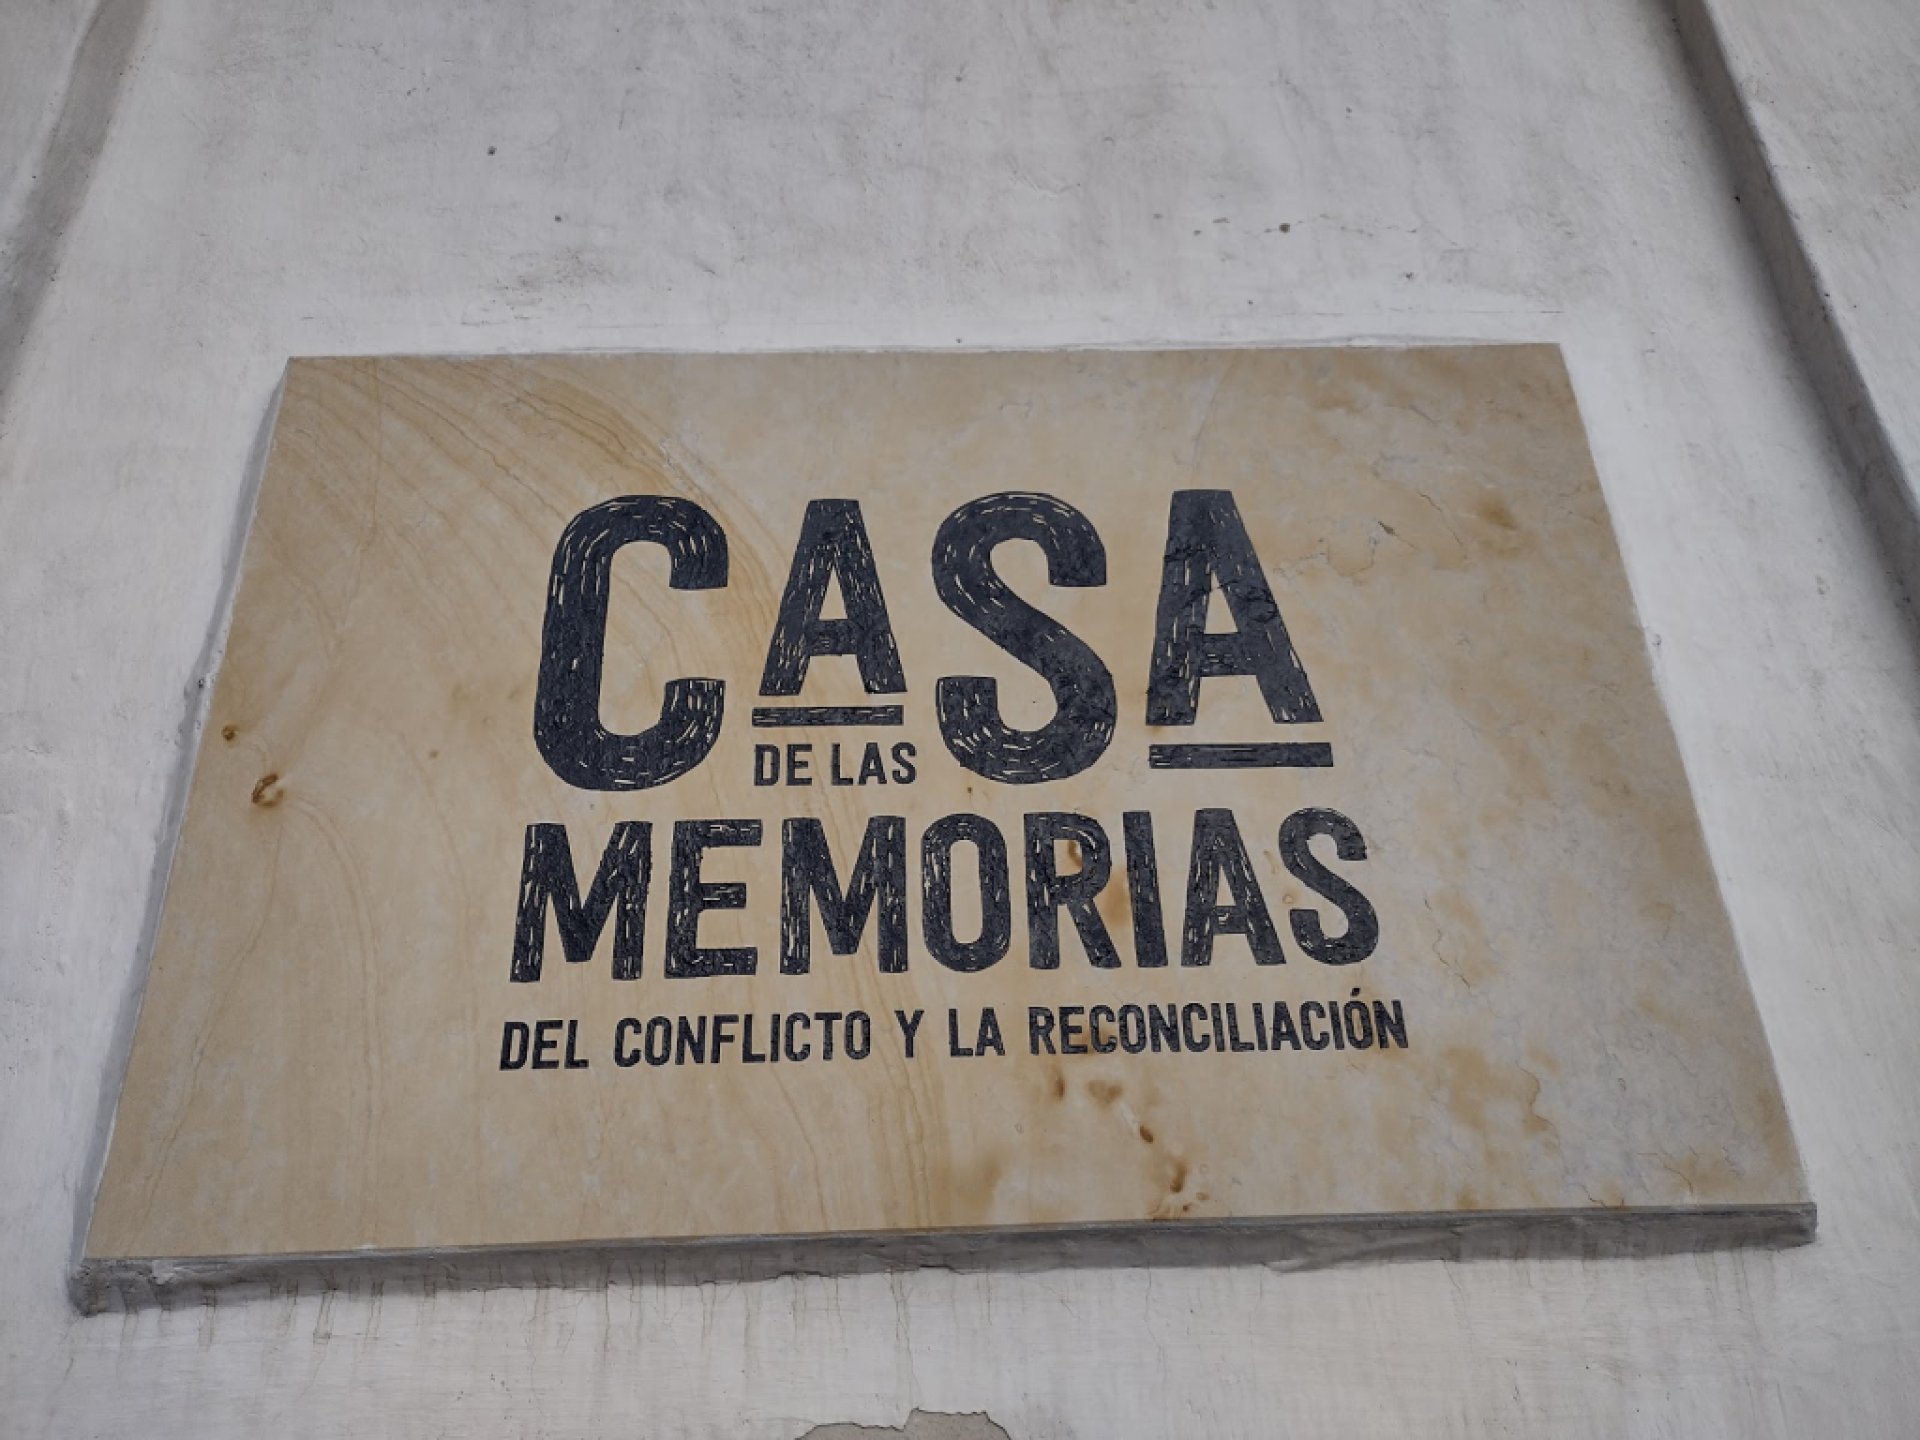 CASA
DE LAS
MEMORIAS
DEL CONFLICTO Y LA RECONCILIACIÓN